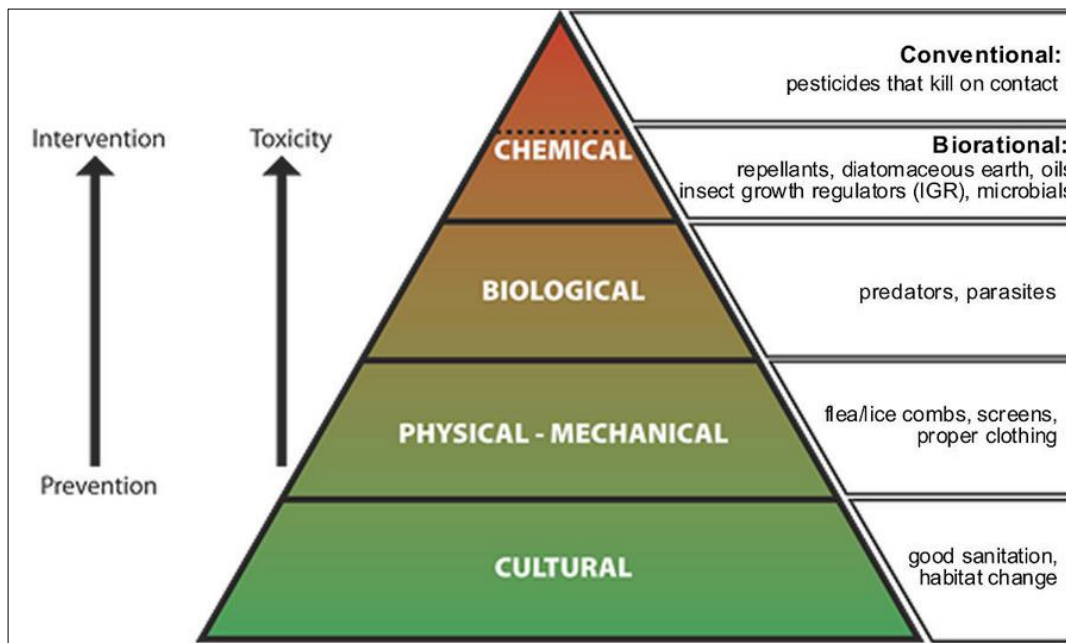 Intervention
Prevention
Toxicity
CHEMICAL
BIOLOGICAL
PHYSICAL - MECHANICAL
CULTURAL
Conventional:
pesticides that kill on contact
Biorational:
repellants, diatomaceous earth, oils
insect growth regulators (IGR), microbials
predators, parasites
flea/lice combs, screens,
proper clothing
good sanitation,
habitat change